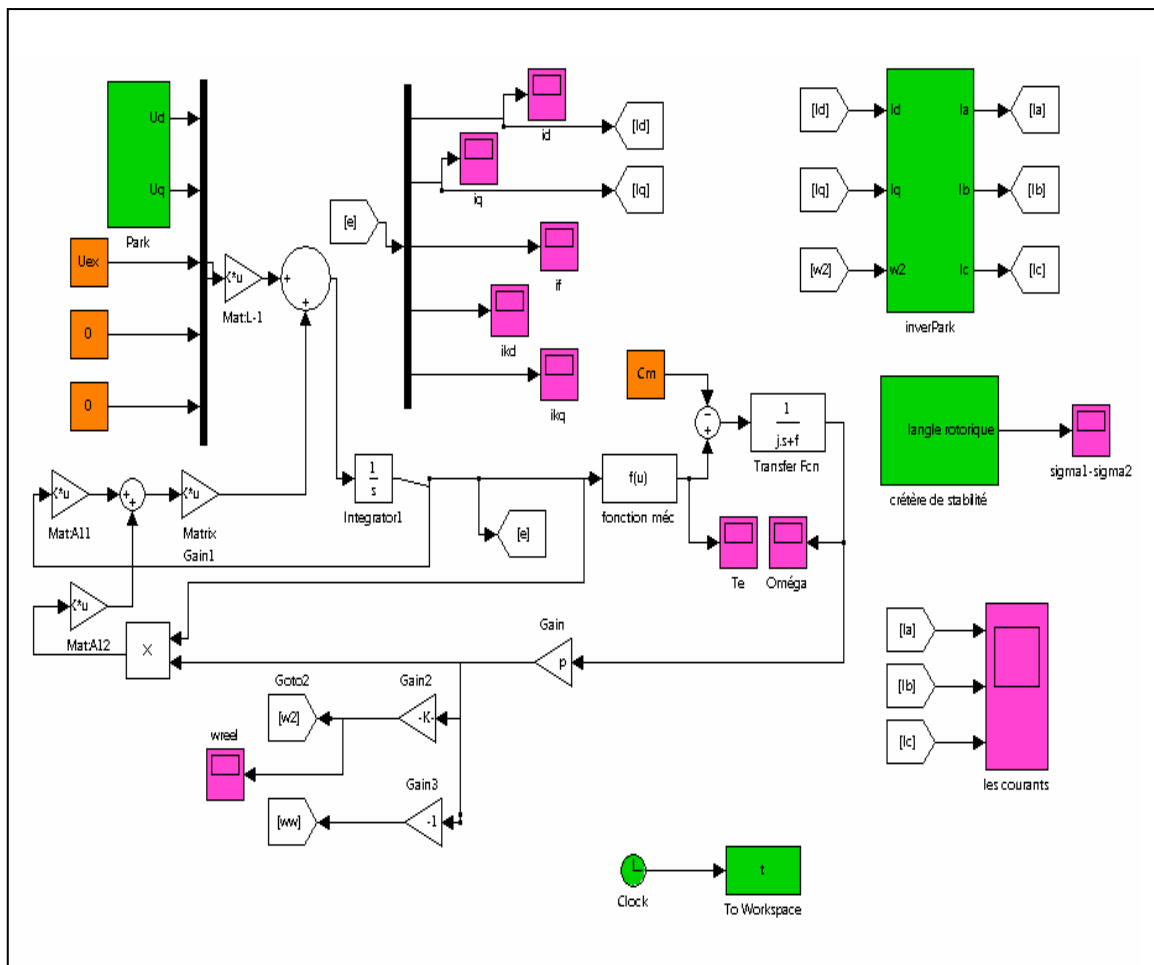 Ud
Uq
Park
Uex
0
0
Mat:L-1
K*u
+
+
[e]
id
iq
if
ikd
ikq
[Id]
[Iq]
[Id]
[Iq]
[w2]
Id
Iq
w2
Ia
Ib
Ic
inverPark
[Ia]
[Ib]
[Ic]
Cm
−
+
1
j.s+f
Transfer Fcn
langle rotorique
crétère de stabilité
sigma1-sigma2
K*u
Mat:A11
+
+
K*u
Matrix
Gain1
1
s
Integrator1
[e]
f(u)
fonction méc
Te
Oméga
K*u
Mat:A12
X
Gain
p
Goto2
[w2]
Gain2
-K-
wreel
Gain3
[ww]
-1
[Ia]
[Ib]
[Ic]
les courants
Clock
t
To Workspace